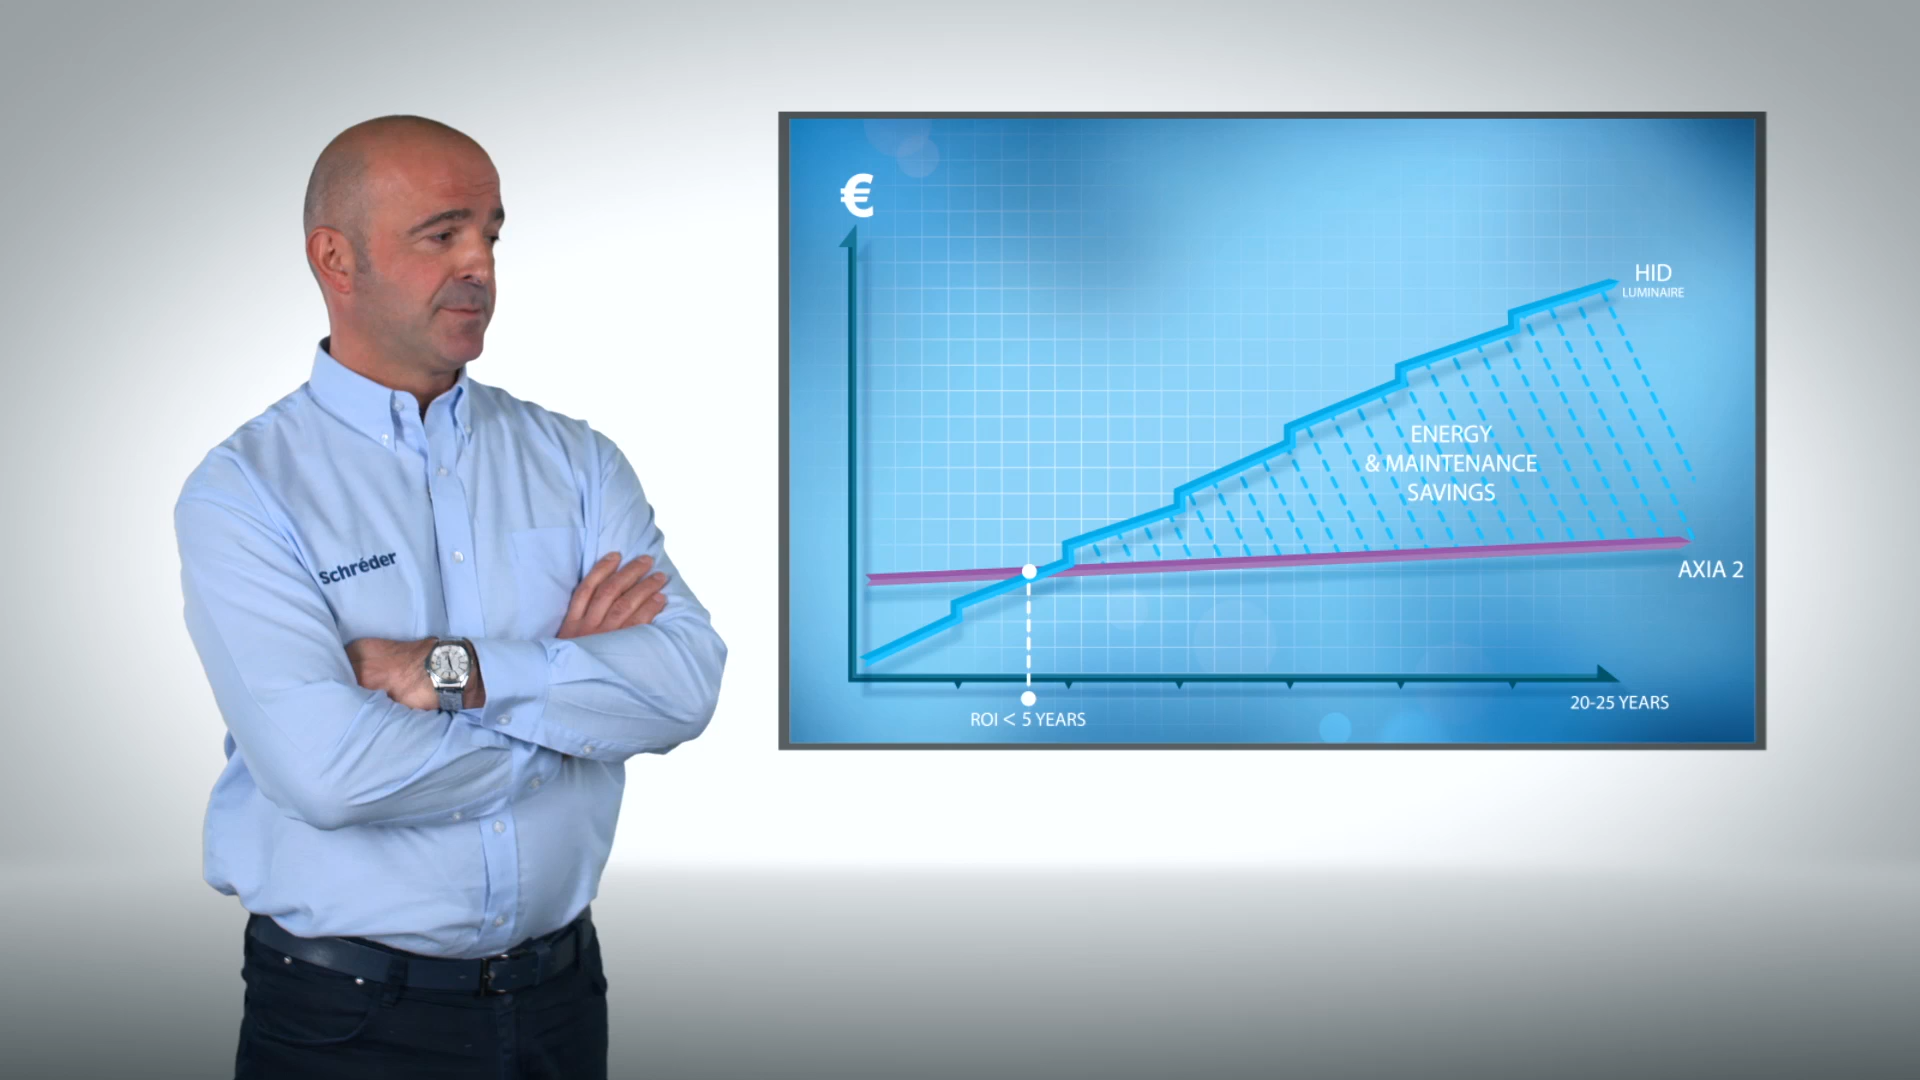 Schréder
€
HID
LUMINAIRE
ENERGY
& MAINTENANCE
SAVINGS
AXIA 2
20-25 YEARS
ROI < 5 YEARS